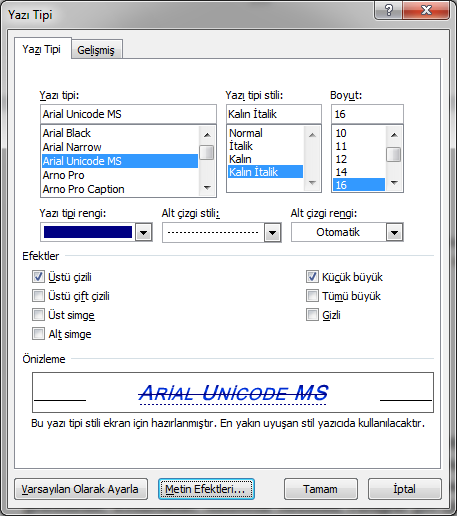 Yazı Tipi
Yazı Tipi Gelişmiş
Yazı tipi: Yazı tipi stili: Boyut:
Arial Unicode MS Kalın İtalik 16
Arial Black Normal 10
Arial Narrow İtalik 11
Arial Unicode MS Kalın 12
Arno Pro Kalın İtalik 14
Arno Pro Caption 16
Yazı tipi rengi: Alt çizgi stili: Alt çizgi rengi:
Otomatik
Efektler
Üstü çizili Küçük büyük
Üstü çift çizili Tümü büyük
Üst simge Gizli
Alt simge
Önizleme
ARİAL UNİCODE MS
Bu yazı tipi stili ekran için hazırlanmıştır. En yakın uyuşan stil yazıcıda kullanılacaktır.
Varsayılan Olarak Ayarla Metin Efektleri... Tamam İptal